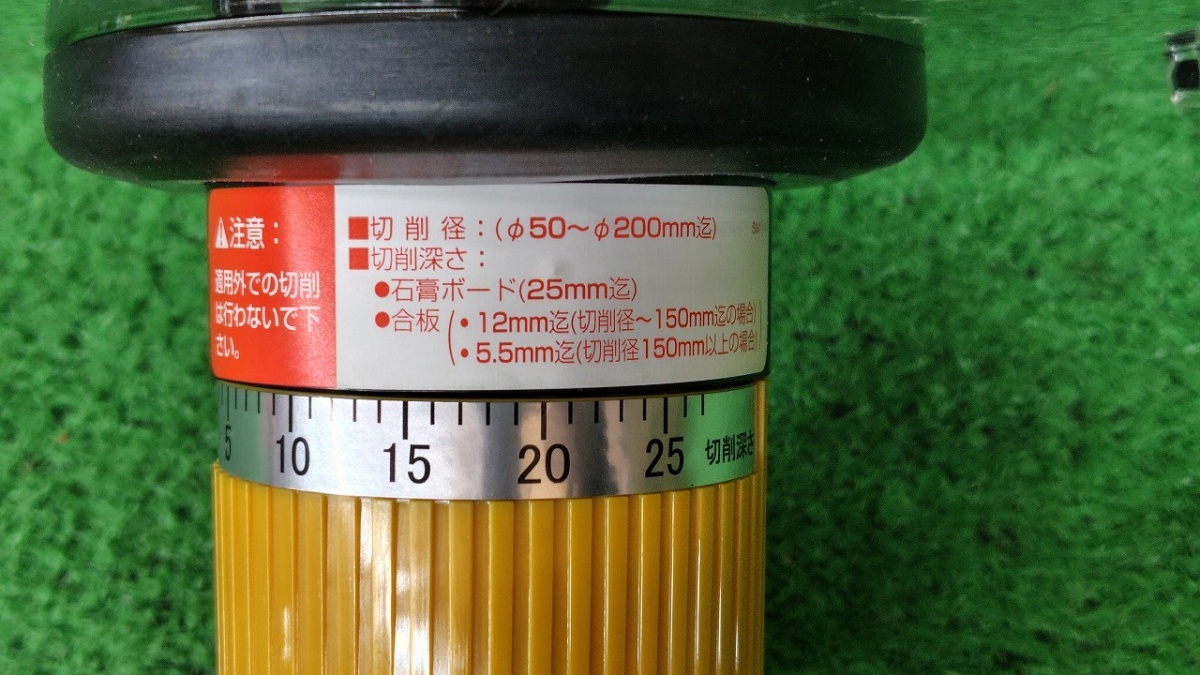 ⚠注意：
適用外での切削
は行わないで下
さい。
■切削径：(φ50～φ200mm迄)
■切削深さ：
●石膏ボード(25mm迄)
●合板
・12mm迄(切削径～150mm迄の場合)
・5.5mm迄(切削径150mm以上の場合)
5 10 15 20 25 切削深さ